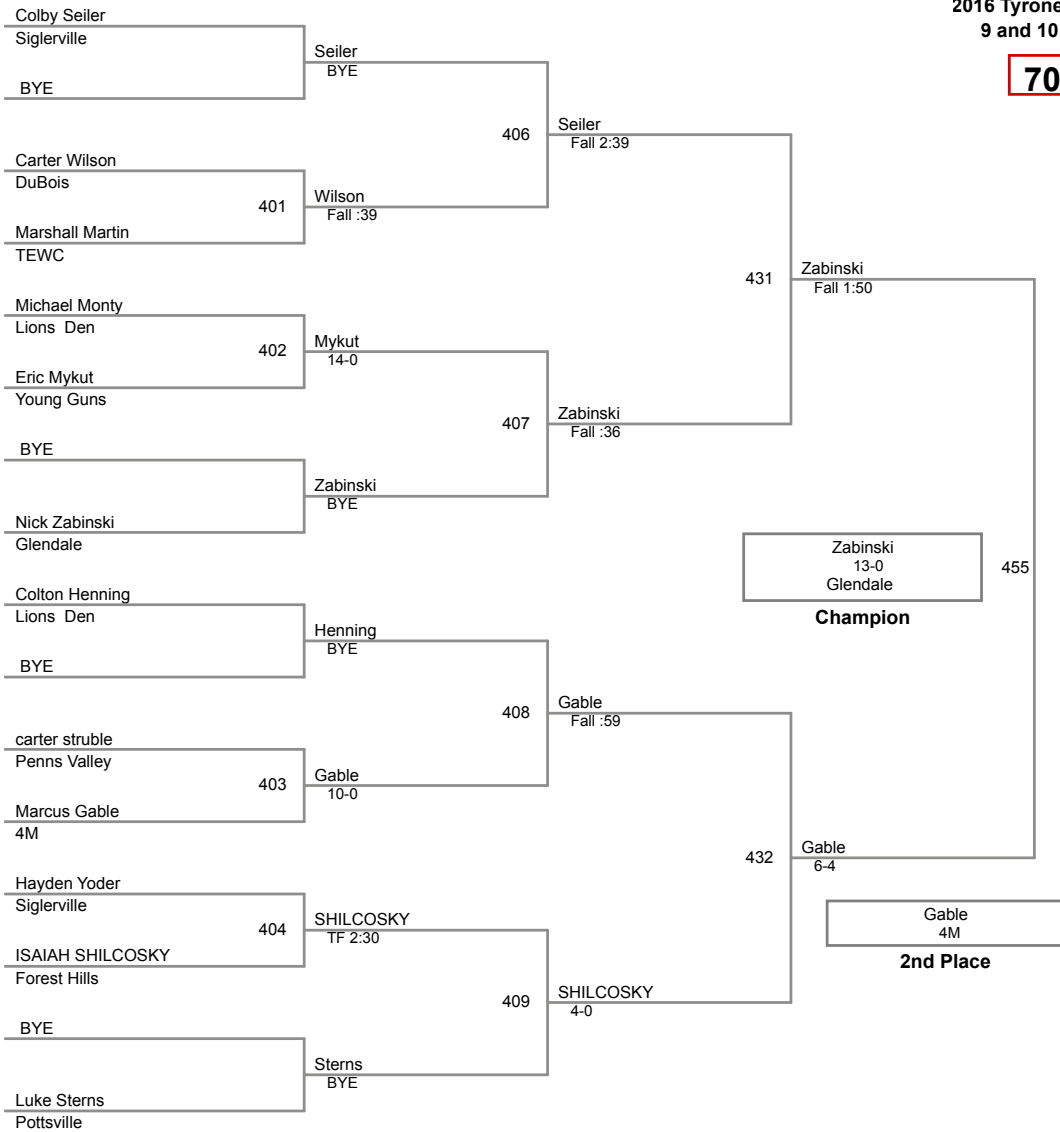 2016 Tyrone
9 and 10
70
Colby Seiler
Siglerville
Seiler
BYE
BYE
406
Seiler
Fall 2:39
Carter Wilson
DuBois
401
Wilson
Fall :39
Marshall Martin
TEWC
431
Zabinski
Fall 1:50
Michael Monty
Lions Den
402
Mykut
14-0
Eric Mykut
Young Guns
407
Zabinski
Fall :36
BYE
Zabinski
BYE
Nick Zabinski
Glendale
Zabinski
13-0
Glendale
455
Champion
Colton Henning
Lions Den
Henning
BYE
BYE
408
Gable
Fall :59
carter struble
Penns Valley
403
Gable
10-0
Marcus Gable
4M
432
Gable
6-4
Hayden Yoder
Siglerville
404
SHILCOSKY
TF 2:30
Gable
4M
2nd Place
ISAIAH SHILCOSKY
Forest Hills
409
SHILCOSKY
4-0
BYE
Sterns
BYE
Luke Sterns
Pottsville